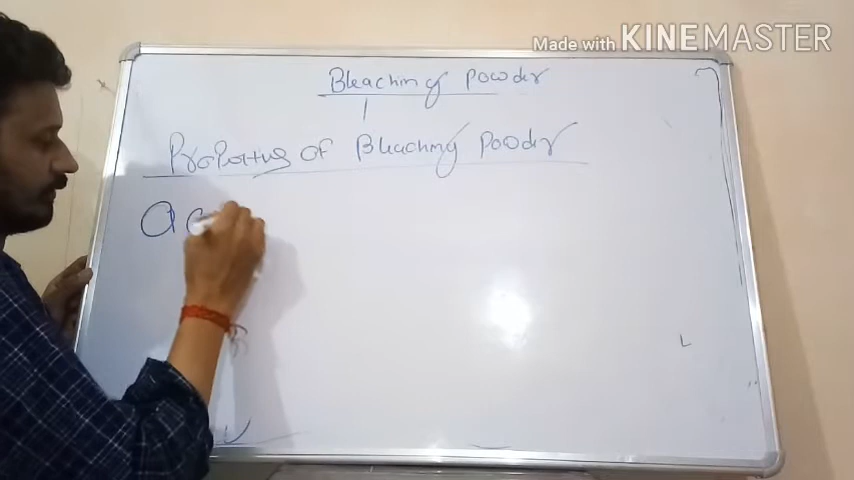 Made with KINEMASTER
Bleaching Powder
Properties of Bleaching Powder
a